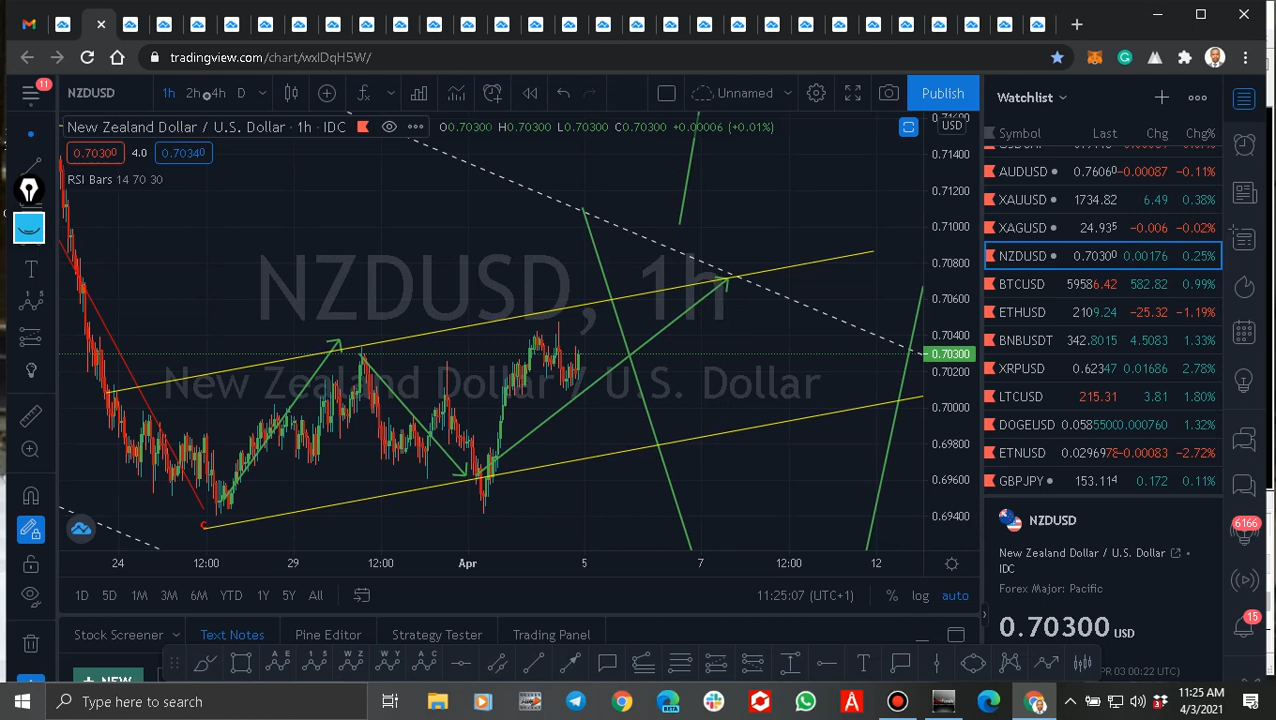 tradingview.com/chart/wxlDqH5W/
11
NZDUSD 1h 2h 4h D Unnamed Publish
New Zealand Dollar / U.S. Dollar · 1h · IDC O0.70300 H0.70300 L0.70300 C0.70300 +0.00006 (+0.01%) USD
0.70300 4.0 0.70340
RSI Bars 14 70 30
NZDUSD, 1h
New Zealand Dollar / U.S. Dollar
C
0.71400
0.71200
0.71000
0.70800
0.70600
0.70400
0.70300
0.70200
0.70000
0.69800
0.69600
0.69400
24 12:00 29 12:00 Apr 5 7 12:00 12
1D 5D 1M 3M 6M YTD 1Y 5Y All 11:25:07 (UTC+1) % log auto
Stock Screener Text Notes Pine Editor Strategy Tester Trading Panel
+ NEW
A E 1 5 W Z W Y A C
Watchlist
Symbol Last Chg Chg%
AUDUSD 0.76060 −0.00087 −0.11%
XAUUSD 1734.82 6.49 0.38%
XAGUSD 24.935 −0.006 −0.02%
NZDUSD 0.70300 0.00176 0.25%
BTCUSD 59586.42 582.82 0.99%
ETHUSD 2109.24 −25.32 −1.19%
BNBUSDT 342.8015 4.5083 1.33%
XRPUSD 0.62347 0.01686 2.78%
LTCUSD 215.31 3.81 1.80%
DOGEUSD 0.0585500 0.000760 1.32%
ETNUSD 0.0296978 −0.00083 −2.72%
GBPJPY 153.114 0.172 0.11%
NZDUSD
New Zealand Dollar / U.S. Dollar
IDC
Forex Major: Pacific
0.70300 USD
6166
15
Type here to search
BETA
11:25 AM
4/3/2021